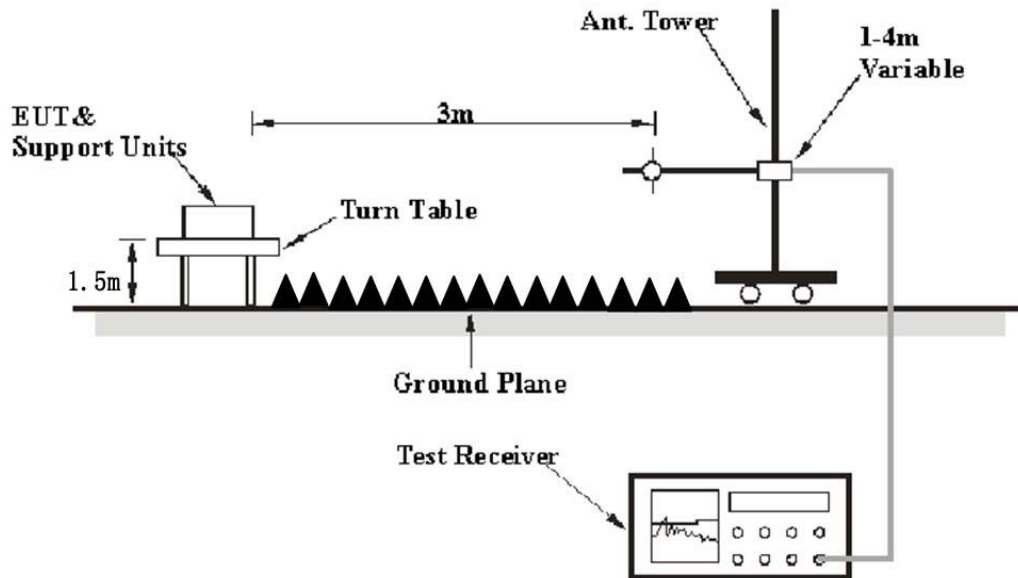 Ant. Tower
1-4m
Variable
3m
EUT&
Support Units
Turn Table
1.5m
Ground Plane
Test Receiver